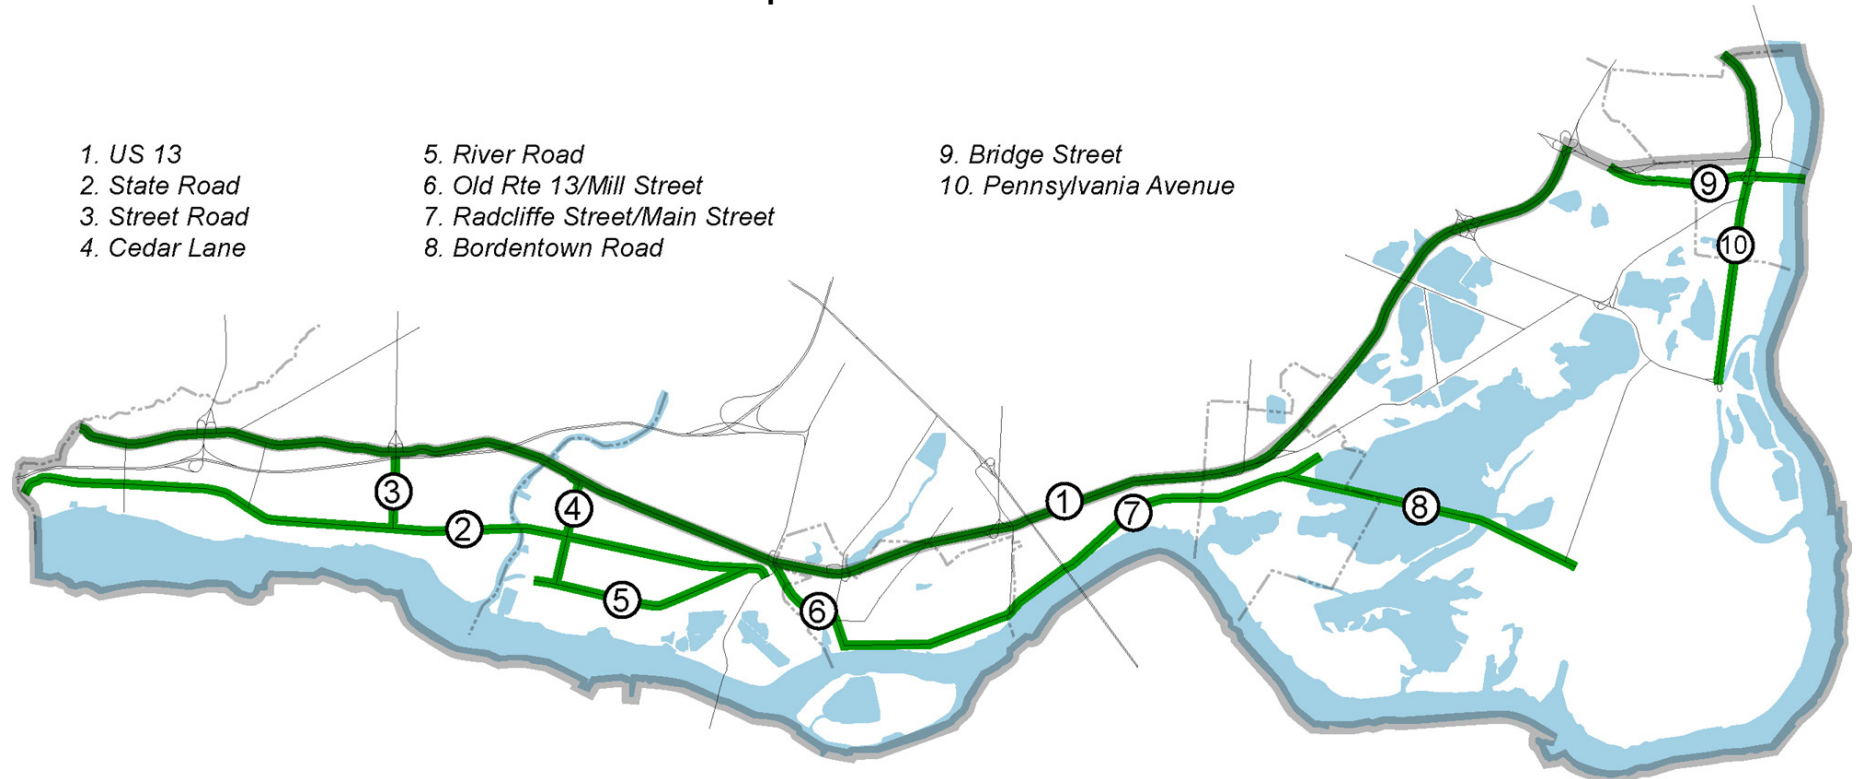 1. US 13
2. State Road
3. Street Road
4. Cedar Lane
5. River Road
6. Old Rte 13/Mill Street
7. Radcliffe Street/Main Street
8. Bordentown Road
9. Bridge Street
10. Pennsylvania Avenue
9
10
3
4
2
1
7
8
5
6